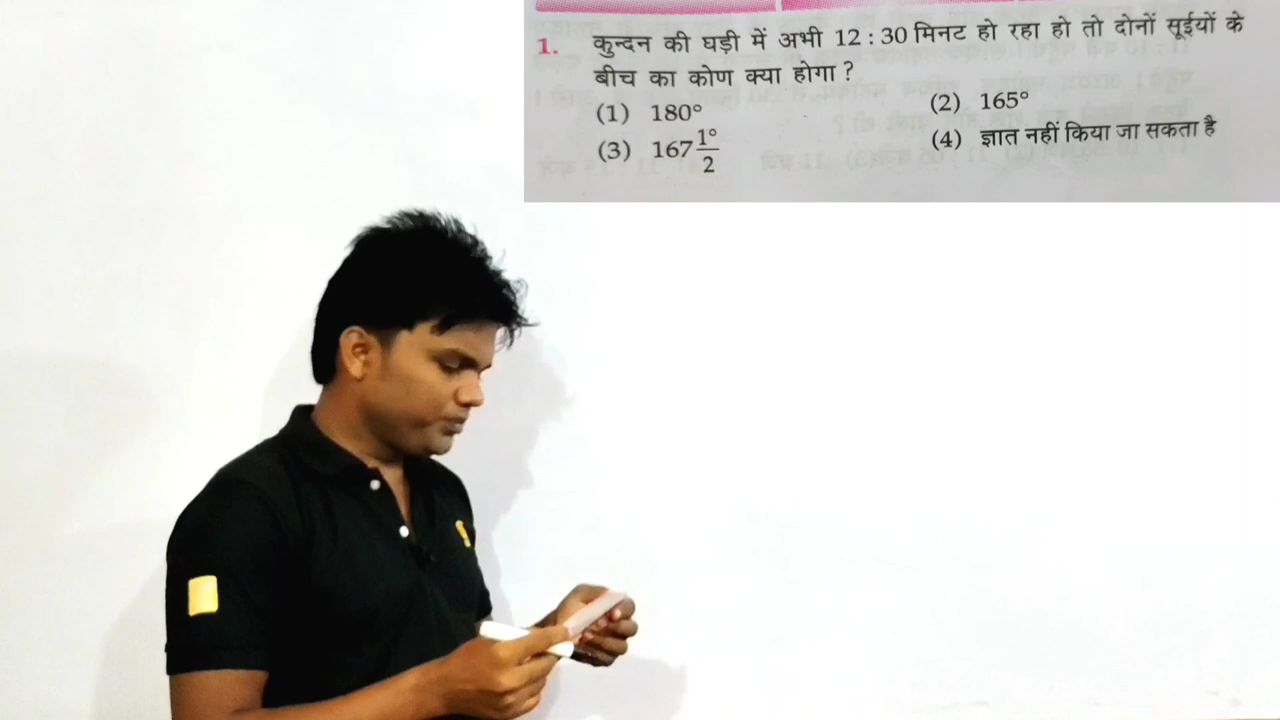 1. कुन्दन की घड़ी में अभी 12 : 30 मिनट हो रहा हो तो दोनों सूईयों के
बीच का कोण क्या होगा ?
(1) 180° (2) 165°
(3) 167 1°/2 (4) ज्ञात नहीं किया जा सकता है